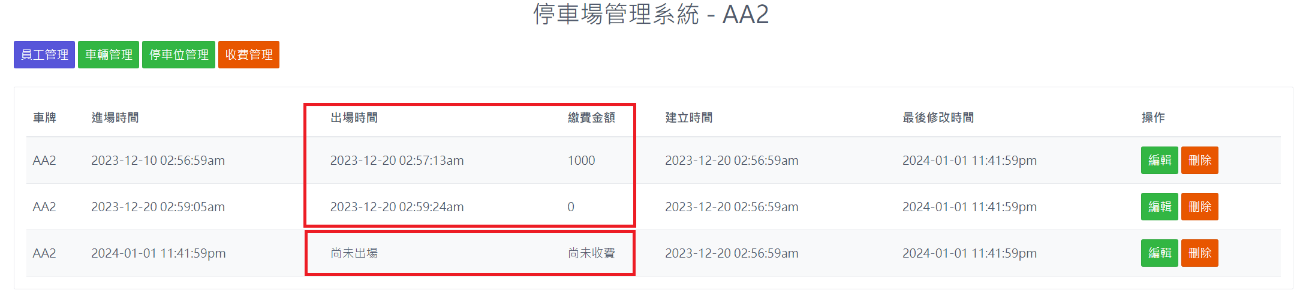 停車場管理系統 - AA2
員工管理 車輛管理 停車位管理 收費管理
車牌 進場時間 出場時間 繳費金額 建立時間 最後修改時間 操作
AA2 2023-12-10 02:56:59am 2023-12-20 02:57:13am 1000 2023-12-20 02:56:59am 2024-01-01 11:41:59pm 編輯 刪除
AA2 2023-12-20 02:59:05am 2023-12-20 02:59:24am 0 2023-12-20 02:56:59am 2024-01-01 11:41:59pm 編輯 刪除
AA2 2024-01-01 11:41:59pm 尚未出場 尚未收費 2023-12-20 02:56:59am 2024-01-01 11:41:59pm 編輯 刪除